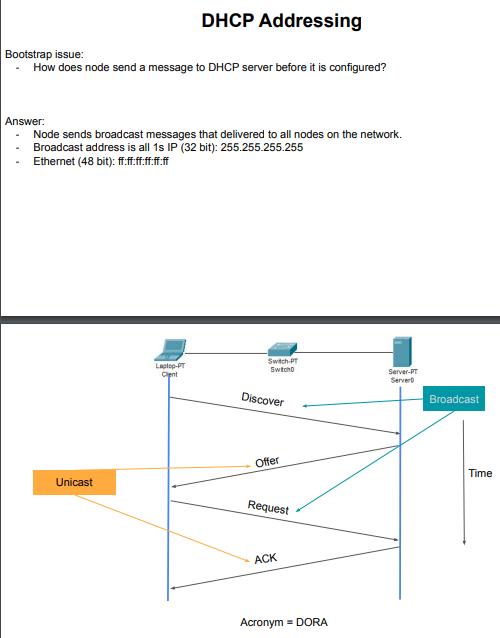 DHCP Addressing
Bootstrap issue:
- How does node send a message to DHCP server before it is configured?
Answer:
- Node sends broadcast messages that delivered to all nodes on the network.
- Broadcast address is all 1s IP (32 bit): 255.255.255.255
- Ethernet (48 bit): ff:ff:ff:ff:ff:ff
Laptop-PT
Client
Switch-PT
Switch0
Server-PT
Server0
Discover
Broadcast
Offer
Time
Unicast
Request
ACK
Acronym = DORA